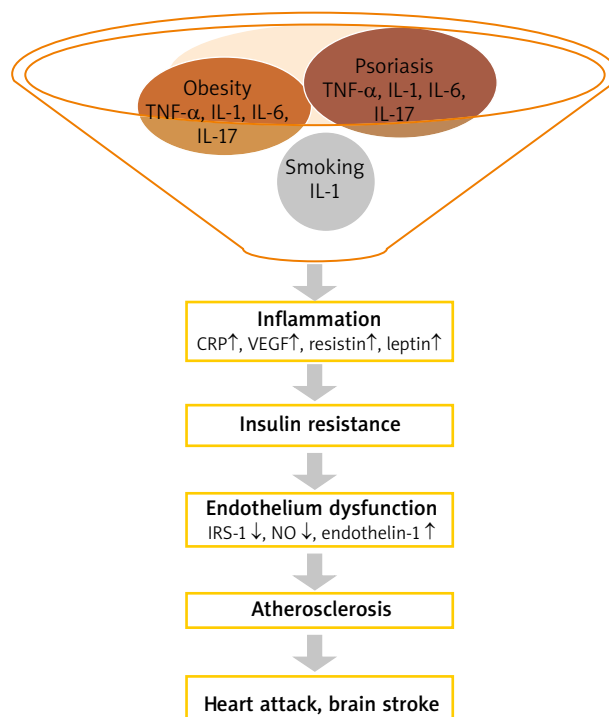 Obesity
TNF-α, IL-1, IL-6,
IL-17
Psoriasis
TNF-α, IL-1, IL-6,
IL-17
Smoking
IL-1
Inflammation
CRP↑, VEGF↑, resistin↑, leptin↑
Insulin resistance
Endothelium dysfunction
IRS-1 ↓, NO ↓, endothelin-1 ↑
Atherosclerosis
Heart attack, brain stroke